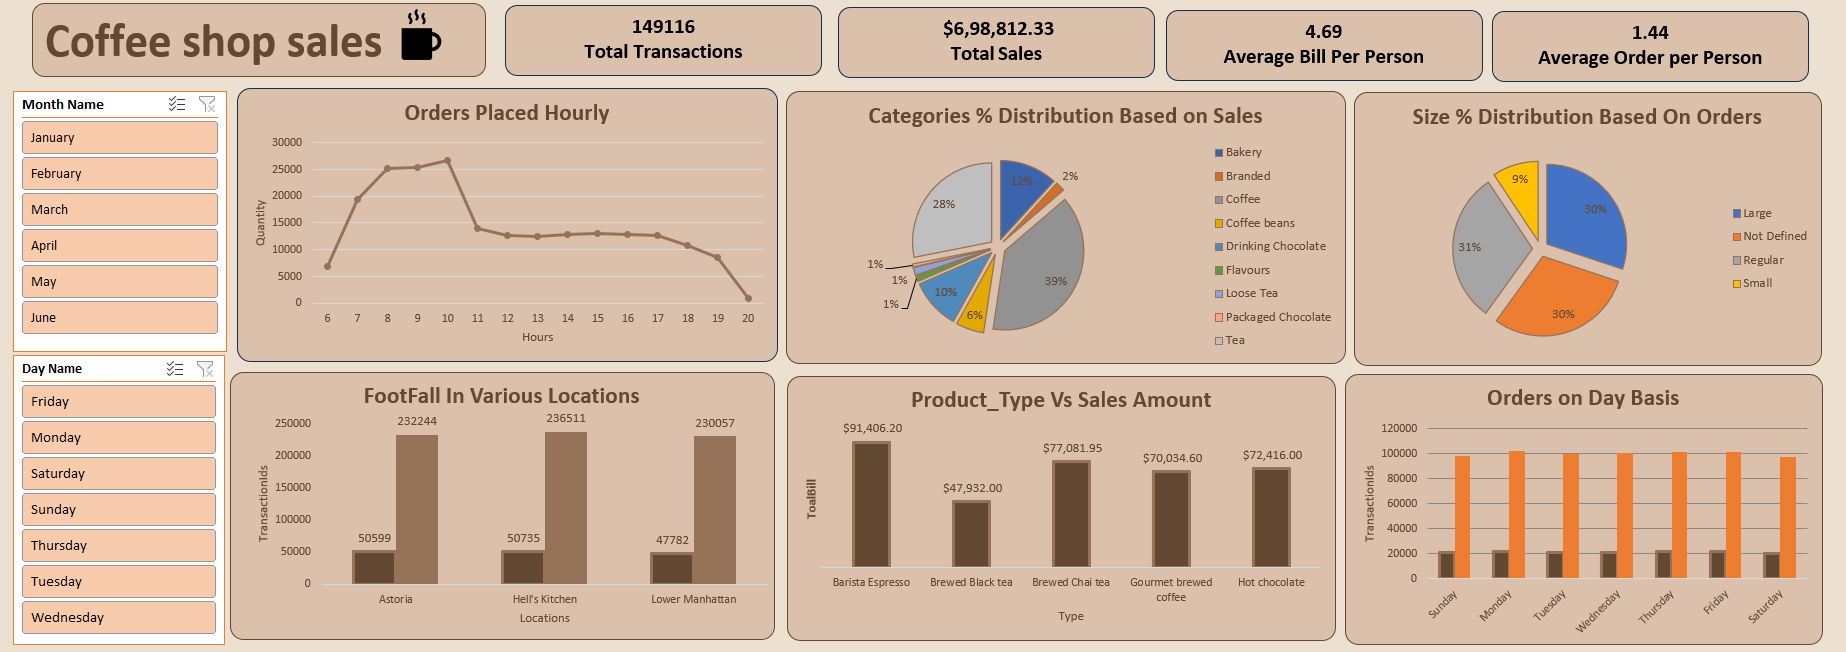 Coffee shop sales
149116
Total Transactions
$6,98,812.33
Total Sales
4.69
Average Bill Per Person
1.44
Average Order per Person
Month Name
January
February
March
April
May
June
Day Name
Friday
Monday
Saturday
Sunday
Thursday
Tuesday
Wednesday
Orders Placed Hourly
Quantity
30000
25000
20000
15000
10000
5000
0
6 7 8 9 10 11 12 13 14 15 16 17 18 19 20
Hours
Categories % Distribution Based on Sales
12%
2%
39%
6%
10%
1%
1%
1%
28%
Bakery
Branded
Coffee
Coffee beans
Drinking Chocolate
Flavours
Loose Tea
Packaged Chocolate
Tea
Size % Distribution Based On Orders
30%
30%
31%
9%
Large
Not Defined
Regular
Small
FootFall In Various Locations
TransactionIds
250000
200000
150000
100000
50000
0
50599 232244
50735 236511
47782 230057
Astoria Hell's Kitchen Lower Manhattan
Locations
Product_Type Vs Sales Amount
ToalBill
$91,406.20 $47,932.00 $77,081.95 $70,034.60 $72,416.00
Barista Espresso Brewed Black tea Brewed Chai tea Gourmet brewed Hot chocolate
coffee
Type
Orders on Day Basis
TransactionIds
120000
100000
80000
60000
40000
20000
0
Sunday Monday Tuesday Wednesday Thursday Friday Saturday